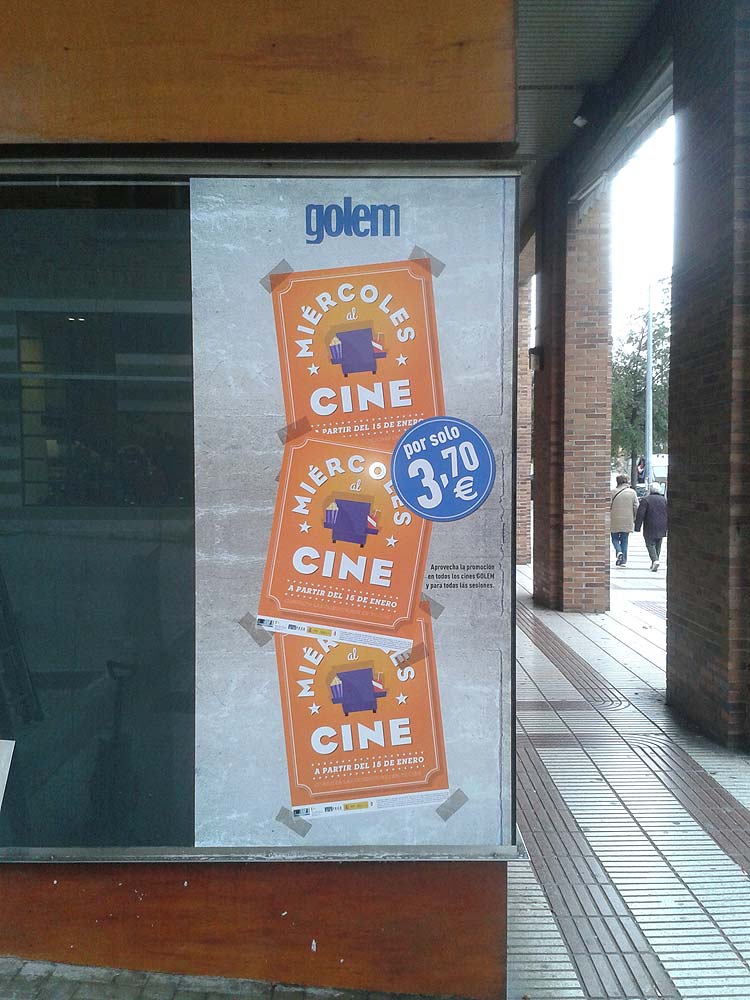 golem
MIÉRCOLES
al
CINE
A PARTIR DEL 15 DE ENERO
por solo
3,70
€
MIÉRCOLES
al
CINE
A PARTIR DEL 15 DE ENERO
Aprovecha la promoción
en todos los cines GOLEM
y para todas las sesiones.
MIÉ S
al
CINE
A PARTIR DEL 15 DE ENERO